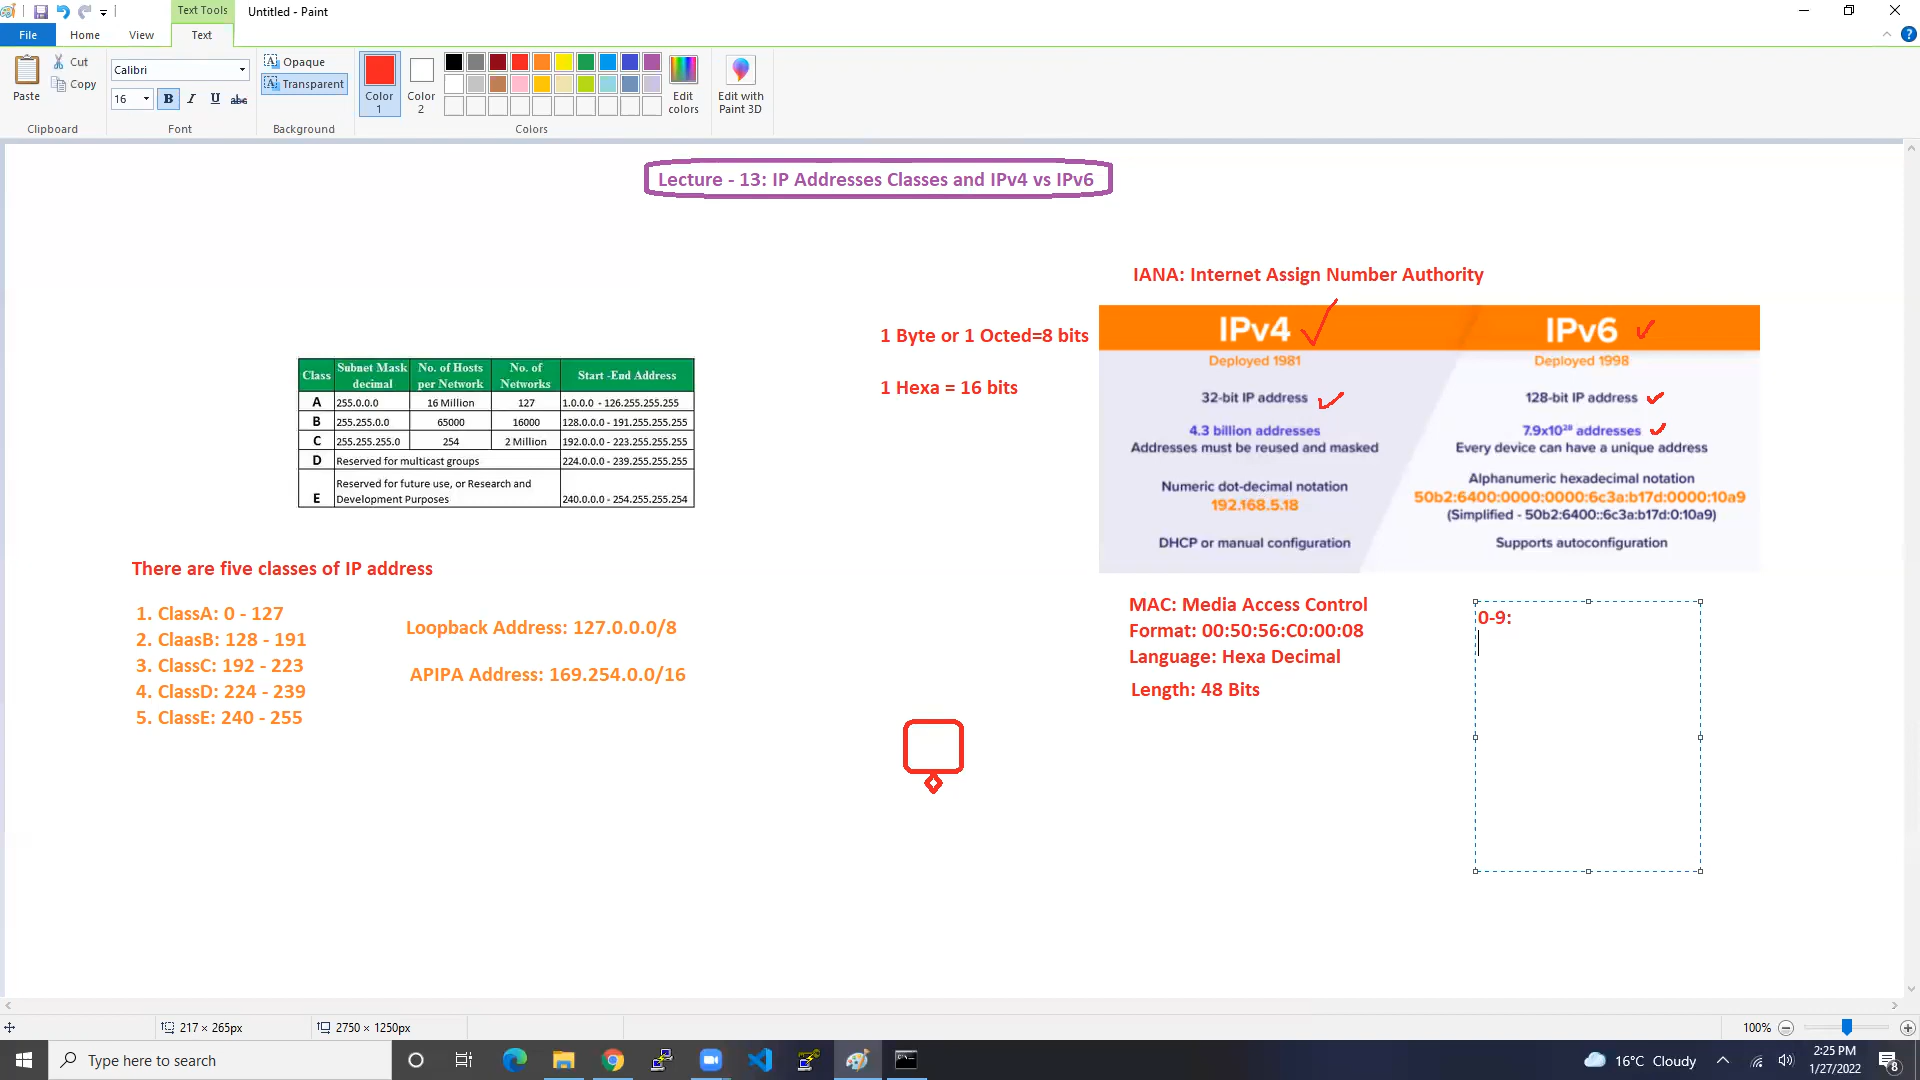 Text Tools
Untitled - Paint
File
Home
View
Text
Paste
Cut
Copy
Clipboard
Calibri
16
B I U abc
Font
Opaque
Transparent
Background
Color 1
Color 2
Edit colors
Colors
Edit with Paint 3D
Lecture - 13: IP Addresses Classes and IPv4 vs IPv6
IANA: Internet Assign Number Authority
1 Byte or 1 Octed=8 bits
1 Hexa = 16 bits
Class Subnet Mask decimal No. of Hosts per Network No. of Networks Start -End Address
A 255.0.0.0 16 Million 127 1.0.0.0 - 126.255.255.255
B 255.255.0.0 65000 16000 128.0.0.0 - 191.255.255.255
C 255.255.255.0 254 2 Million 192.0.0.0 - 223.255.255.255
D Reserved for multicast groups 224.0.0.0 - 239.255.255.255
E Reserved for future use, or Research and Development Purposes 240.0.0.0 - 254.255.255.254
IPv4
Deployed 1981
32-bit IP address
4.3 billion addresses
Addresses must be reused and masked
Numeric dot-decimal notation
192.168.5.18
DHCP or manual configuration
IPv6
Deployed 1998
128-bit IP address
7.9x10²⁸ addresses
Every device can have a unique address
Alphanumeric hexadecimal notation
50b2:6400:0000:0000:6c3a:b17d:0000:10a9
(Simplified - 50b2:6400::6c3a:b17d:0:10a9)
Supports autoconfiguration
There are five classes of IP address
1. ClassA: 0 - 127
2. ClaasB: 128 - 191
3. ClassC: 192 - 223
4. ClassD: 224 - 239
5. ClassE: 240 - 255
Loopback Address: 127.0.0.0/8
APIPA Address: 169.254.0.0/16
MAC: Media Access Control
Format: 00:50:56:C0:00:08
Language: Hexa Decimal
Length: 48 Bits
0-9:
217 × 265px
2750 × 1250px
100%
Type here to search
16°C Cloudy
2:25 PM
1/27/2022
8